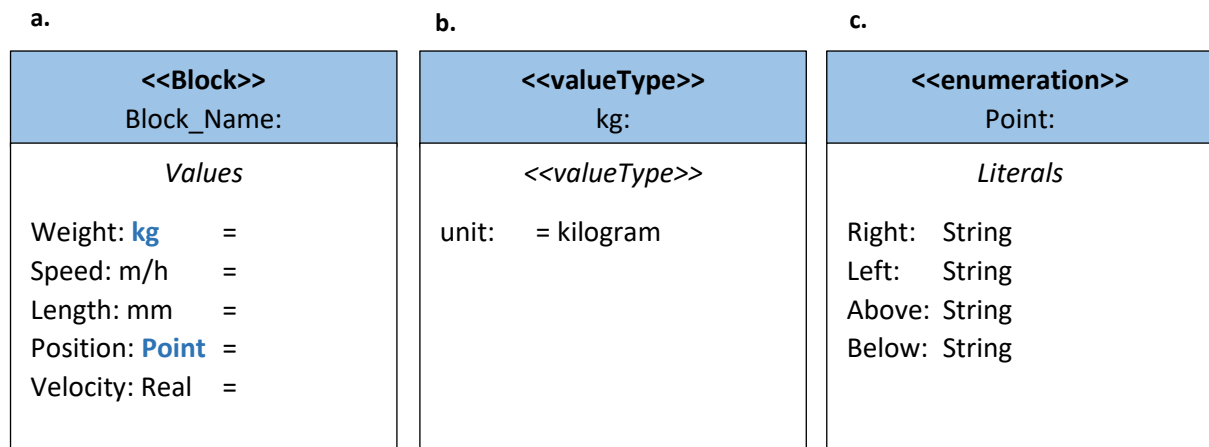 a.
<<Block>>
Block_Name:
Values
Weight: kg =
Speed: m/h =
Length: mm =
Position: Point =
Velocity: Real =
b.
<<valueType>>
kg:
<<valueType>>
unit: = kilogram
c.
<<enumeration>>
Point:
Literals
Right: String
Left: String
Above: String
Below: String